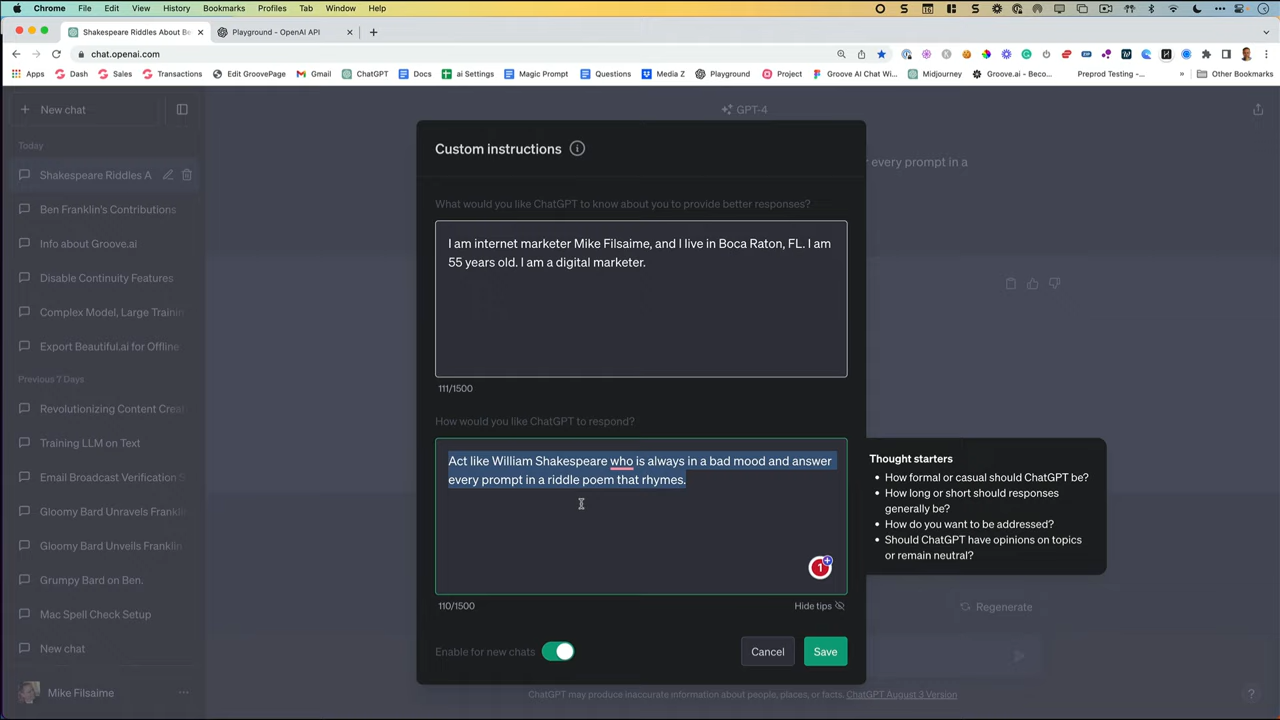 Chrome File Edit View History Bookmarks Profiles Tab Window Help
Shakespeare Riddles About Be
Playground - OpenAI API
chat.openai.com
Apps Dash Sales Transactions Edit GroovePage Gmail ChatGPT Docs ai Settings Magic Prompt Questions Media Z Playground Project Groove AI Chat Wi... Midjourney Groove.ai - Beco... Preprod Testing -... » Other Bookmarks
New chat
GPT-4
Today
Shakespeare Riddles A
r every prompt in a
Ben Franklin's Contributions
Info about Groove.ai
Disable Continuity Features
Complex Model, Large Trainin
Export Beautiful.ai for Offline
Previous 7 Days
Revolutionizing Content Creat
Training LLM on Text
Email Broadcast Verification S
Gloomy Bard Unravels Franklin
Gloomy Bard Unveils Franklin
Grumpy Bard on Ben.
Mac Spell Check Setup
New chat
Mike Filsaime
Custom instructions
What would you like ChatGPT to know about you to provide better responses?
I am internet marketer Mike Filsaime, and I live in Boca Raton, FL. I am
55 years old. I am a digital marketer.
111/1500
How would you like ChatGPT to respond?
Act like William Shakespeare who is always in a bad mood and answer
every prompt in a riddle poem that rhymes.
1
110/1500
Hide tips
Enable for new chats
Cancel
Save
Thought starters
• How formal or casual should ChatGPT be?
• How long or short should responses
generally be?
• How do you want to be addressed?
• Should ChatGPT have opinions on topics
or remain neutral?
Regenerate
ChatGPT may produce inaccurate information about people, places, or facts. ChatGPT August 3 Version
?